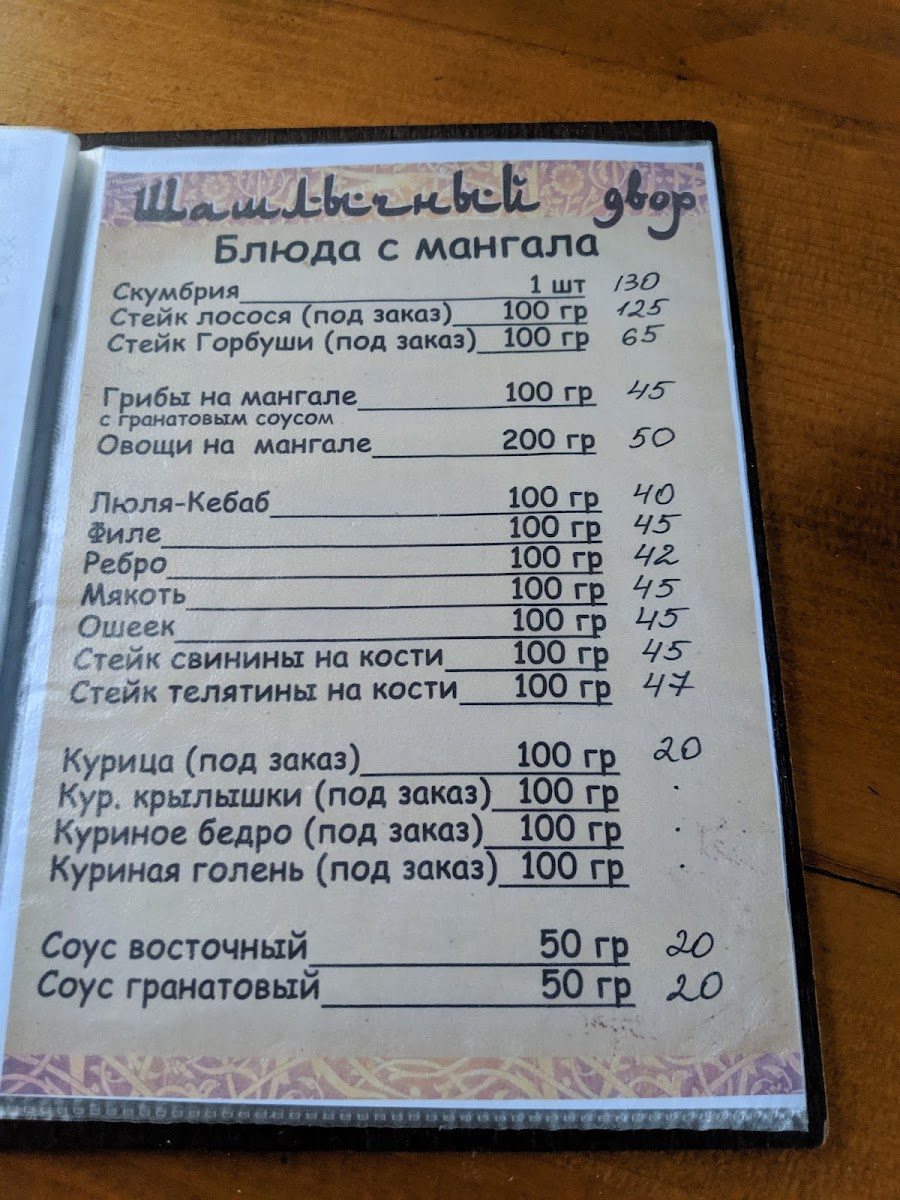 Шашлычный двор
Блюда с мангала
Скумбрия 1 шт 130
Стейк лосося (под заказ) 100 гр 125
Стейк Горбуши (под заказ) 100 гр 65
Грибы на мангале 100 гр 45
с гранатовым соусом
Овощи на мангале 200 гр 50
Люля-Кебаб 100 гр 40
Филе 100 гр 45
Ребро 100 гр 42
Мякоть 100 гр 45
Ошеек 100 гр 45
Стейк свинины на кости 100 гр 45
Стейк телятины на кости 100 гр 47
Курица (под заказ) 100 гр 20
Кур. крылышки (под заказ) 100 гр
Куриное бедро (под заказ) 100 гр
Куриная голень (под заказ) 100 гр
Соус восточный 50 гр 20
Соус гранатовый 50 гр 20